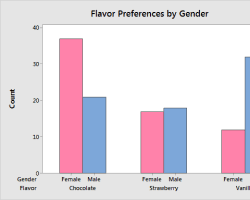 Flavor Preferences by Gender
40
30
20
10
0
Count
Gender Female Male Female Male Female
Flavor Chocolate Strawberry Vanill